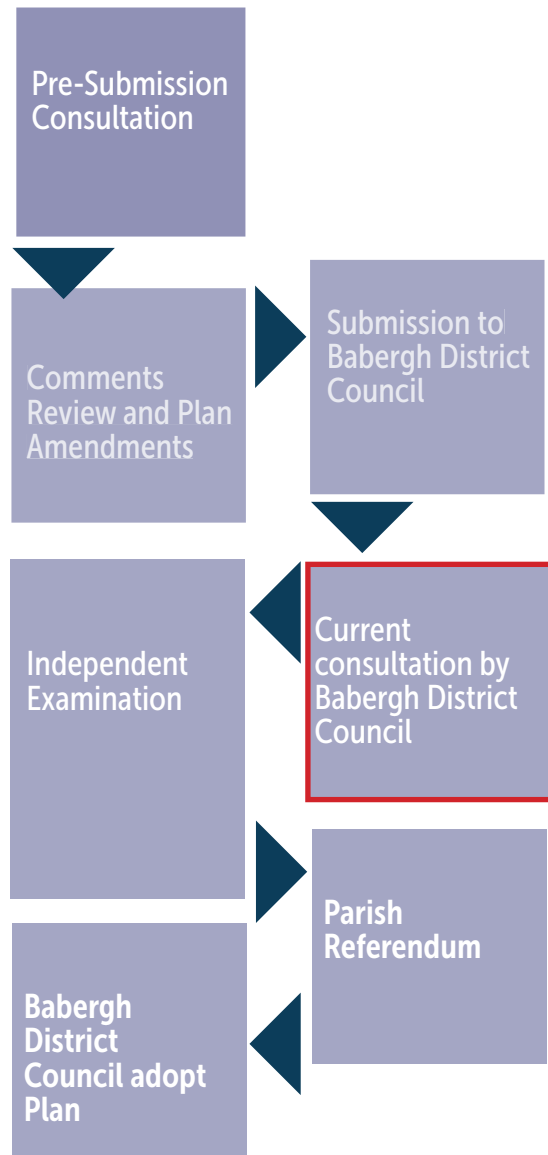 Pre-Submission
Consultation
Comments
Review and Plan
Amendments
Submission to
Babergh District
Council
Current
consultation by
Babergh District
Council
Independent
Examination
Parish
Referendum
Babergh
District
Council adopt
Plan